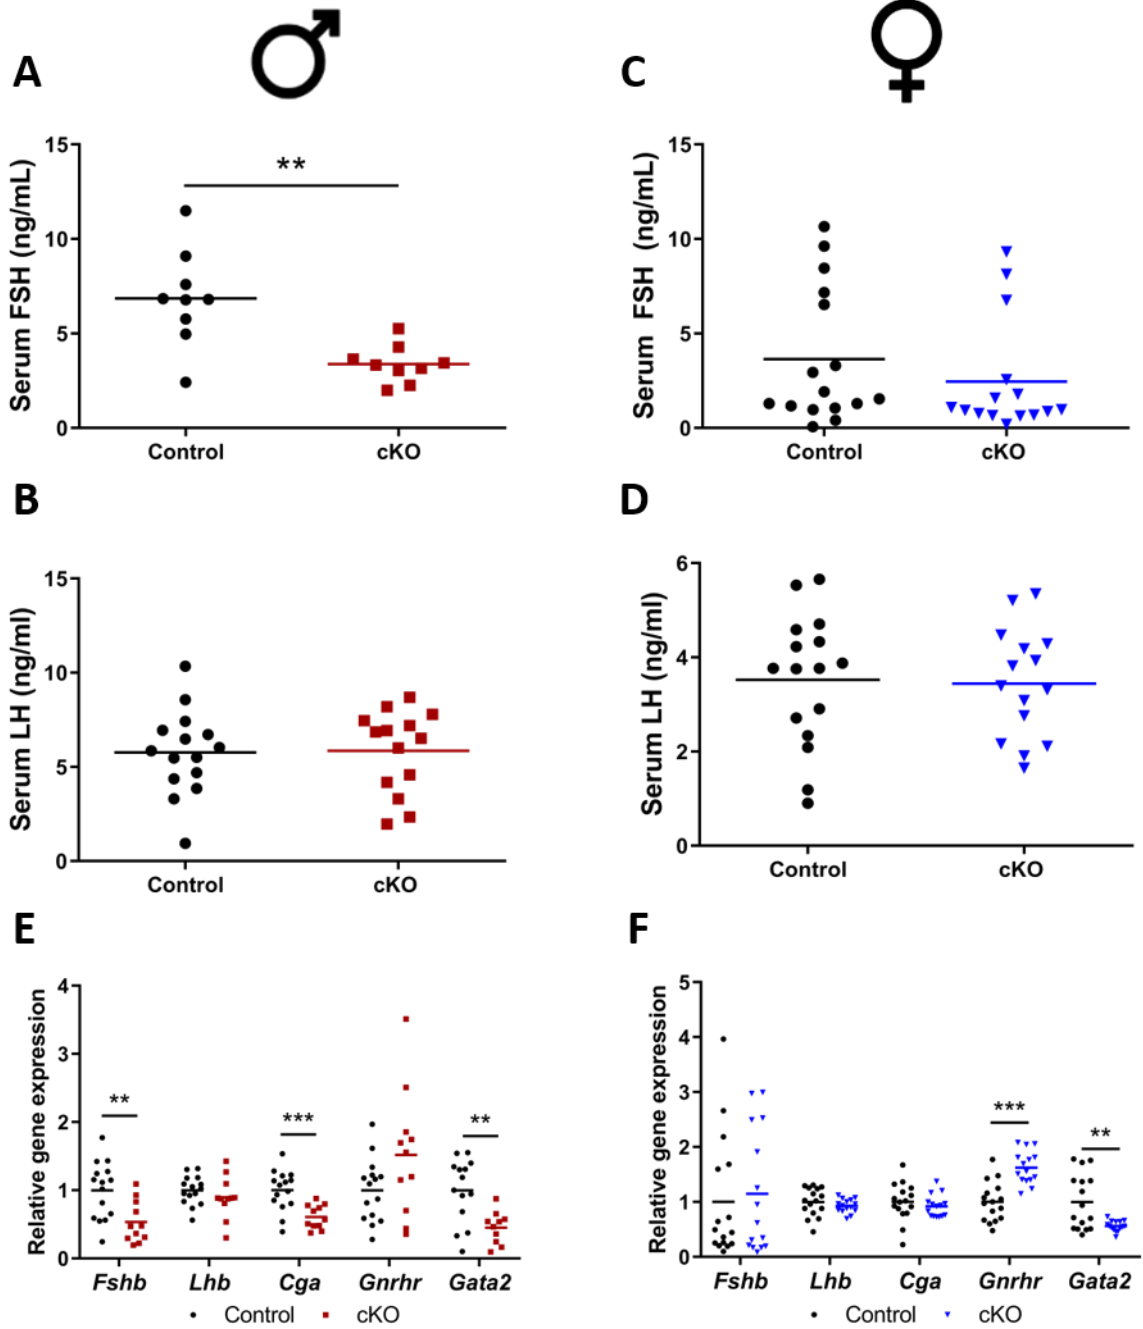 A
C
Serum FSH (ng/mL)
15
10
5
0
**
Control
cKO
Serum FSH (ng/mL)
15
10
5
0
Control
cKO
B
D
Serum LH (ng/ml)
15
10
5
0
Control
cKO
Serum LH (ng/ml)
6
4
2
0
Control
cKO
E
F
Relative gene expression
4
3
2
1
0
**
***
**
Fshb Lhb Cga Gnrhr Gata2
Control cKO
Relative gene expression
5
4
3
2
1
0
***
**
Fshb Lhb Cga Gnrhr Gata2
Control cKO